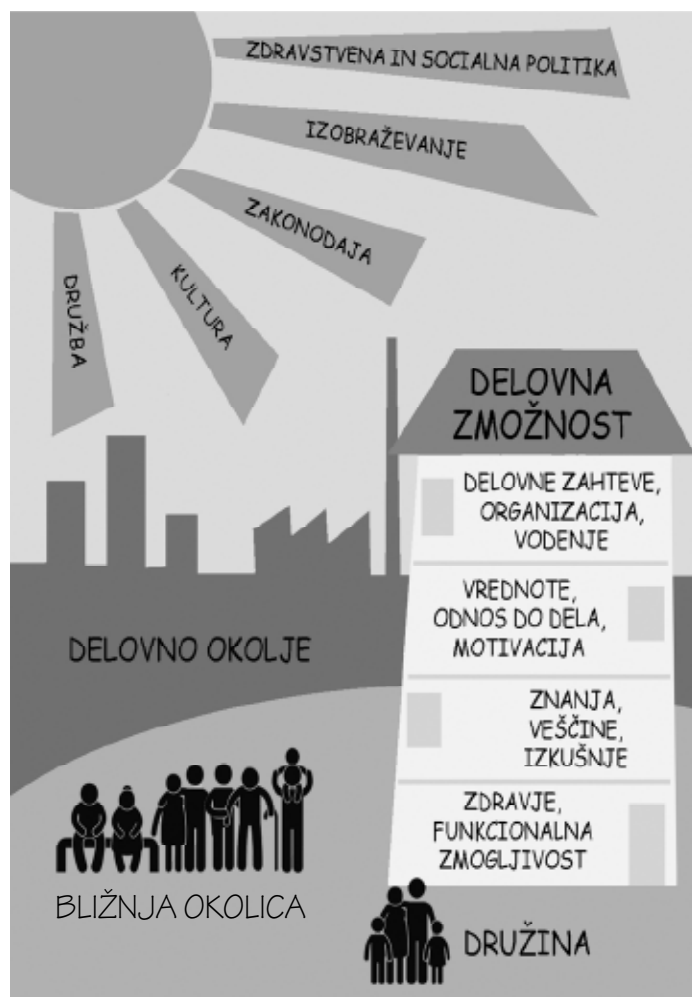 ZDRAVSTVENA IN SOCIALNA POLITIKA
IZOBRAŽEVANJE
ZAKONODAJA
KULTURA
DRUŽBA
DELOVNA
ZMOŽNOST
DELOVNE ZAHTEVE,
ORGANIZACIJA,
VODENJE
VREDNOTE,
ODNOS DO DELA,
MOTIVACIJA
ZNANJA,
VEŠČINE,
IZKUŠNJE
ZDRAVJE,
FUNKCIONALNA
ZMOGLJIVOST
DELOVNO OKOLJE
BLIŽNJA OKOLICA
DRUŽINA